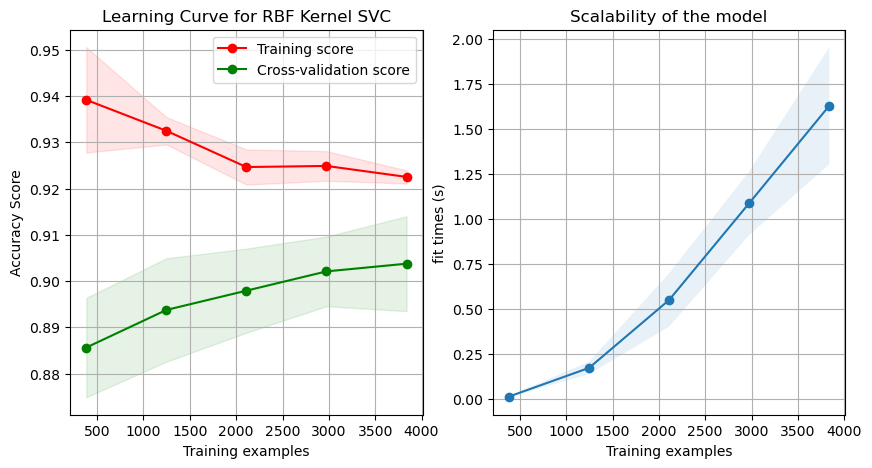 Learning Curve for RBF Kernel SVC
Training score
Cross-validation score
0.95
0.94
0.93
0.92
0.91
0.90
0.89
0.88
Accuracy Score
500 1000 1500 2000 2500 3000 3500 4000
Training examples
Scalability of the model
2.00
1.75
1.50
1.25
1.00
0.75
0.50
0.25
0.00
fit times (s)
500 1000 1500 2000 2500 3000 3500 4000
Training examples